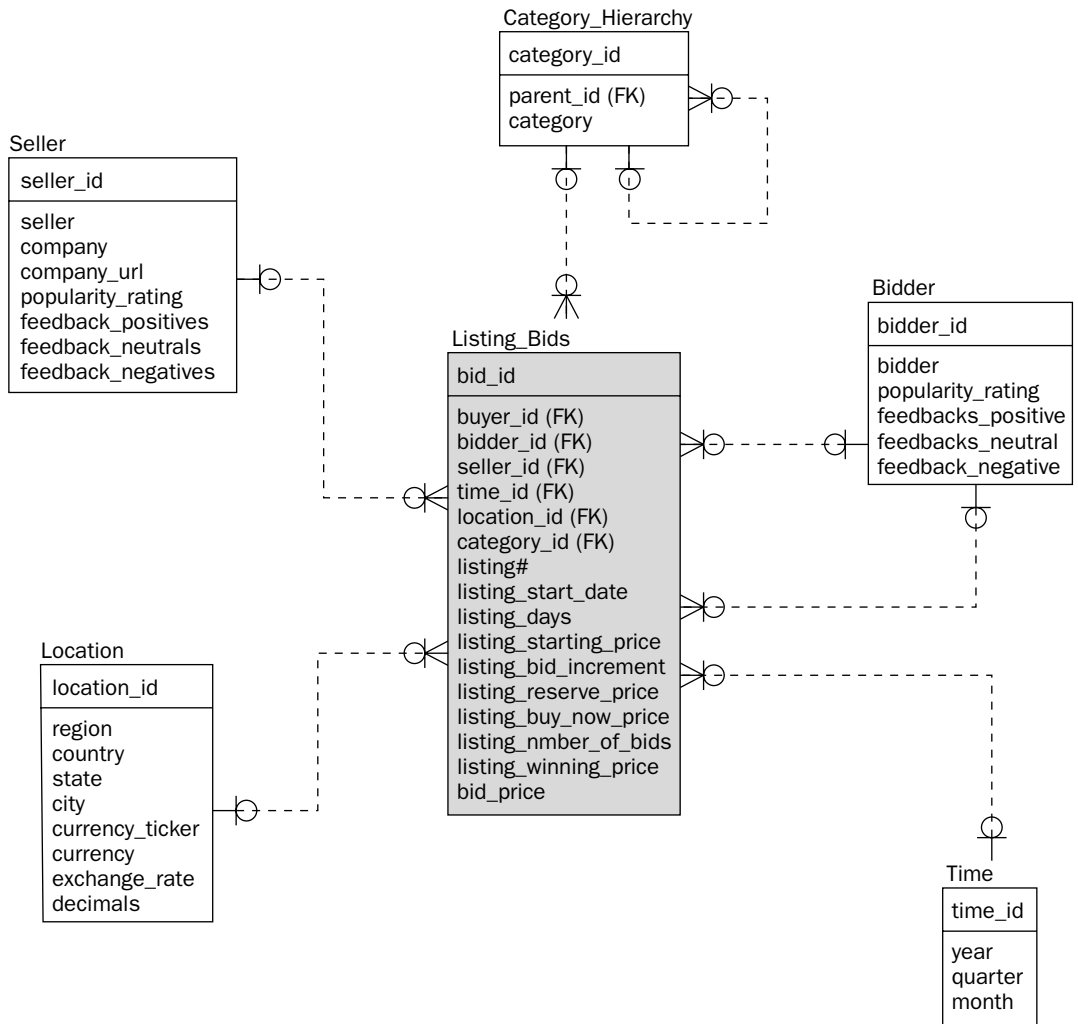 Category_Hierarchy
category_id
parent_id (FK)
category
Seller
seller_id
seller
company
company_url
popularity_rating
feedback_positives
feedback_neutrals
feedback_negatives
Bidder
bidder_id
bidder
popularity_rating
feedbacks_positive
feedbacks_neutral
feedback_negative
Listing_Bids
bid_id
buyer_id (FK)
bidder_id (FK)
seller_id (FK)
time_id (FK)
location_id (FK)
category_id (FK)
listing#
listing_start_date
listing_days
listing_starting_price
listing_bid_increment
listing_reserve_price
listing_buy_now_price
listing_nmber_of_bids
listing_winning_price
bid_price
Location
location_id
region
country
state
city
currency_ticker
currency
exchange_rate
decimals
Time
time_id
year
quarter
month